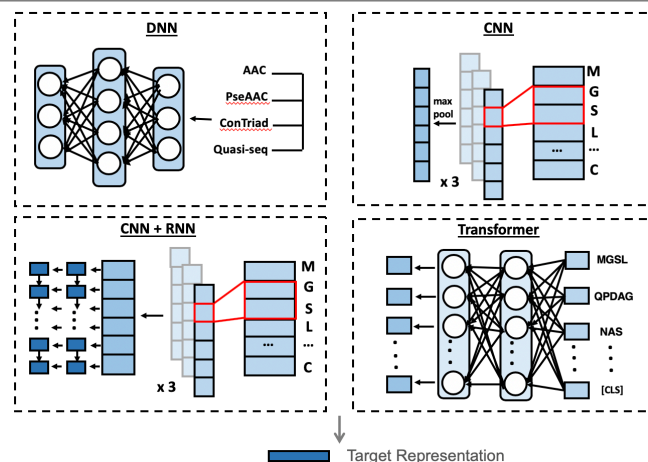 DNN
AAC
PseAAC
ConTriad
Quasi-seq
CNN
max
pool
x 3
M
G
S
L
...
...
C
CNN + RNN
x 3
M
G
S
L
...
...
C
Transformer
MGSL
QPDAG
NAS
[CLS]
Target Representation